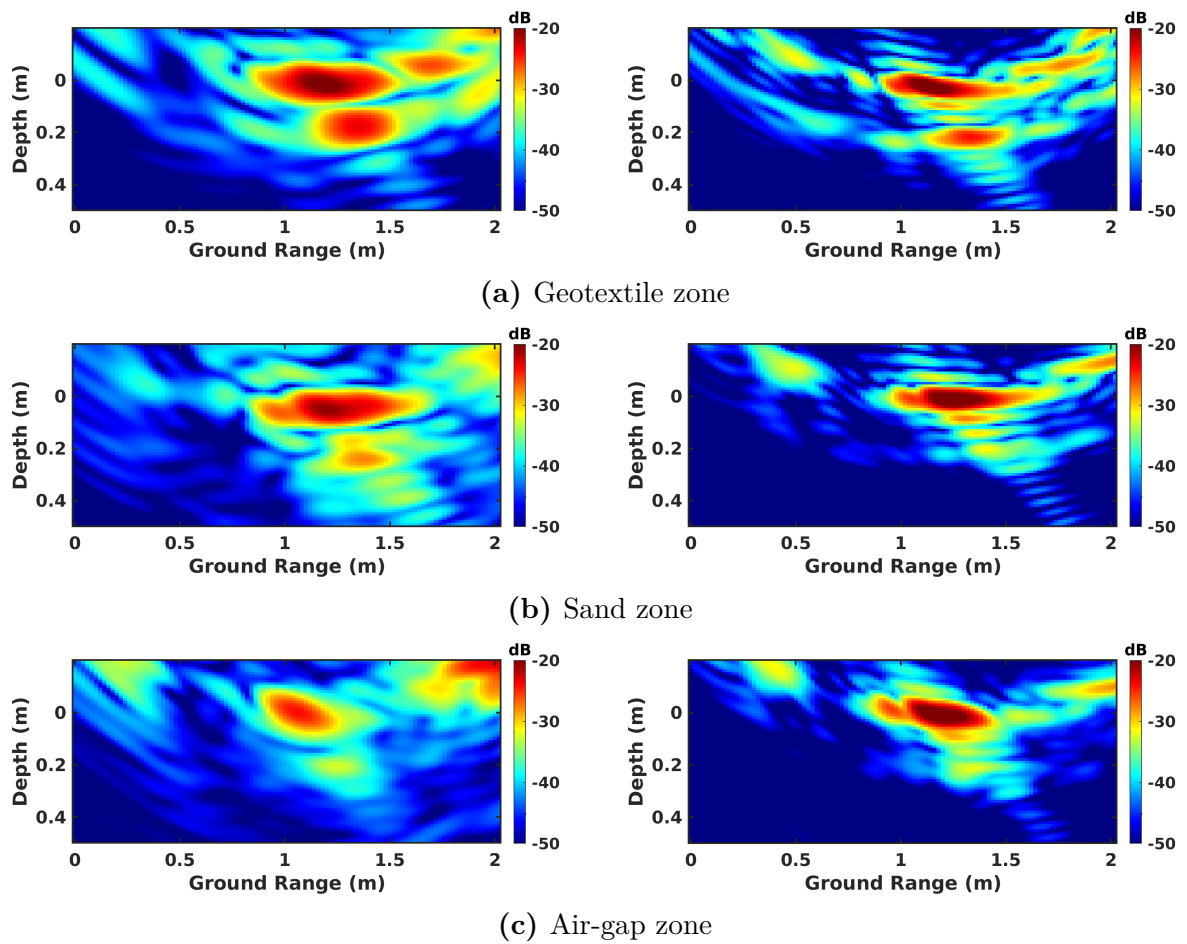 dB dB
-20 -20
0 0
-30 -30
Depth (m) Depth (m)
0.2 0.2
-40 -40
0.4 0.4
-50 -50
0 0.5 1 1.5 2 0 0.5 1 1.5 2
Ground Range (m) Ground Range (m)
(a) Geotextile zone
dB dB
-20 -20
0 0
-30 -30
Depth (m) Depth (m)
0.2 0.2
-40 -40
0.4 0.4
-50 -50
0 0.5 1 1.5 2 0 0.5 1 1.5 2
Ground Range (m) Ground Range (m)
(b) Sand zone
dB dB
-20 -20
0 0
-30 -30
Depth (m) Depth (m)
0.2 0.2
-40 -40
0.4 0.4
-50 -50
0 0.5 1 1.5 2 0 0.5 1 1.5 2
Ground Range (m) Ground Range (m)
(c) Air-gap zone